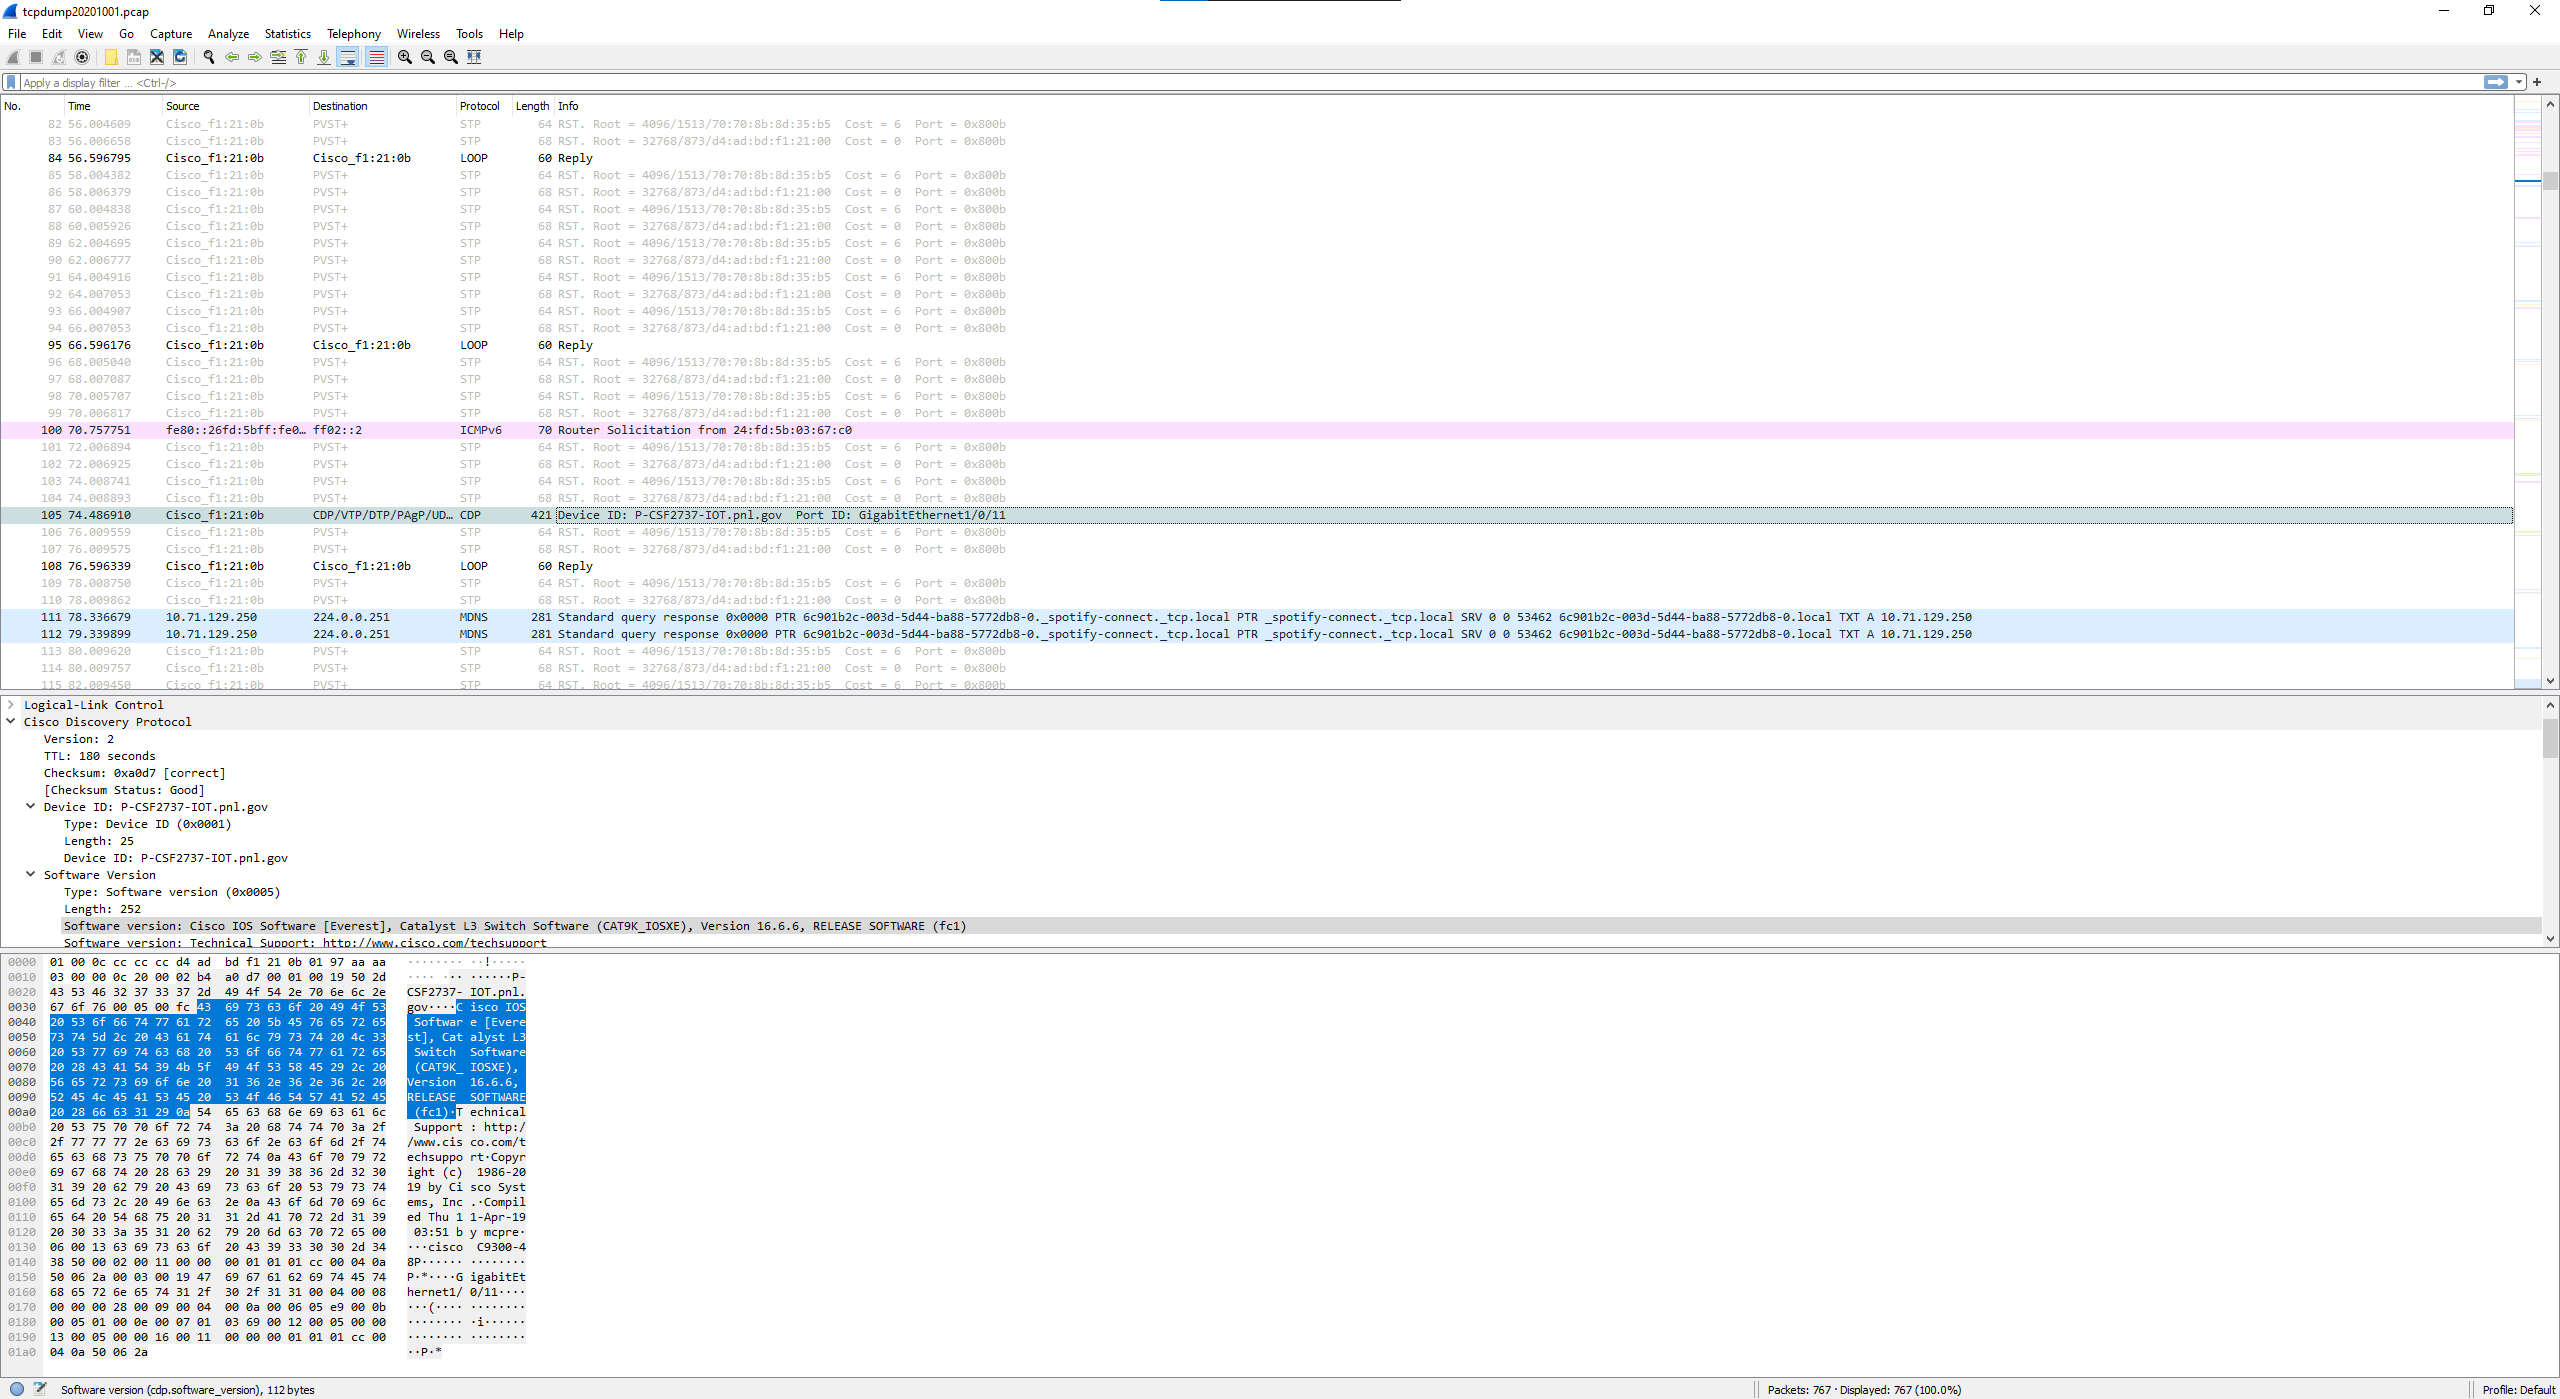 tcpdump20201001.pcap
File Edit View Go Capture Analyze Statistics Telephony Wireless Tools Help
Apply a display filter ... <Ctrl-/>
No. Time Source Destination Protocol Length Info
82 56.004609 Cisco_f1:21:0b PVST+ STP 64 RST. Root = 4096/1513/70:70:8b:8d:35:b5 Cost = 6 Port = 0x800b
83 56.006658 Cisco_f1:21:0b PVST+ STP 68 RST. Root = 32768/873/d4:ad:bd:f1:21:00 Cost = 0 Port = 0x800b
84 56.596795 Cisco_f1:21:0b Cisco_f1:21:0b LOOP 60 Reply
85 58.004382 Cisco_f1:21:0b PVST+ STP 64 RST. Root = 4096/1513/70:70:8b:8d:35:b5 Cost = 6 Port = 0x800b
86 58.006379 Cisco_f1:21:0b PVST+ STP 68 RST. Root = 32768/873/d4:ad:bd:f1:21:00 Cost = 0 Port = 0x800b
87 60.004838 Cisco_f1:21:0b PVST+ STP 64 RST. Root = 4096/1513/70:70:8b:8d:35:b5 Cost = 6 Port = 0x800b
88 60.005926 Cisco_f1:21:0b PVST+ STP 68 RST. Root = 32768/873/d4:ad:bd:f1:21:00 Cost = 0 Port = 0x800b
89 62.004695 Cisco_f1:21:0b PVST+ STP 64 RST. Root = 4096/1513/70:70:8b:8d:35:b5 Cost = 6 Port = 0x800b
90 62.006777 Cisco_f1:21:0b PVST+ STP 68 RST. Root = 32768/873/d4:ad:bd:f1:21:00 Cost = 0 Port = 0x800b
91 64.004916 Cisco_f1:21:0b PVST+ STP 64 RST. Root = 4096/1513/70:70:8b:8d:35:b5 Cost = 6 Port = 0x800b
92 64.007053 Cisco_f1:21:0b PVST+ STP 68 RST. Root = 32768/873/d4:ad:bd:f1:21:00 Cost = 0 Port = 0x800b
93 66.004907 Cisco_f1:21:0b PVST+ STP 64 RST. Root = 4096/1513/70:70:8b:8d:35:b5 Cost = 6 Port = 0x800b
94 66.007053 Cisco_f1:21:0b PVST+ STP 68 RST. Root = 32768/873/d4:ad:bd:f1:21:00 Cost = 0 Port = 0x800b
95 66.596176 Cisco_f1:21:0b Cisco_f1:21:0b LOOP 60 Reply
96 68.005040 Cisco_f1:21:0b PVST+ STP 64 RST. Root = 4096/1513/70:70:8b:8d:35:b5 Cost = 6 Port = 0x800b
97 68.007087 Cisco_f1:21:0b PVST+ STP 68 RST. Root = 32768/873/d4:ad:bd:f1:21:00 Cost = 0 Port = 0x800b
98 70.005707 Cisco_f1:21:0b PVST+ STP 64 RST. Root = 4096/1513/70:70:8b:8d:35:b5 Cost = 6 Port = 0x800b
99 70.006817 Cisco_f1:21:0b PVST+ STP 68 RST. Root = 32768/873/d4:ad:bd:f1:21:00 Cost = 0 Port = 0x800b
100 70.757751 fe80::26fd:5bff:fe0… ff02::2 ICMPv6 70 Router Solicitation from 24:fd:5b:03:67:c0
101 72.006894 Cisco_f1:21:0b PVST+ STP 64 RST. Root = 4096/1513/70:70:8b:8d:35:b5 Cost = 6 Port = 0x800b
102 72.006925 Cisco_f1:21:0b PVST+ STP 68 RST. Root = 32768/873/d4:ad:bd:f1:21:00 Cost = 0 Port = 0x800b
103 74.008741 Cisco_f1:21:0b PVST+ STP 64 RST. Root = 4096/1513/70:70:8b:8d:35:b5 Cost = 6 Port = 0x800b
104 74.008893 Cisco_f1:21:0b PVST+ STP 68 RST. Root = 32768/873/d4:ad:bd:f1:21:00 Cost = 0 Port = 0x800b
105 74.486910 Cisco_f1:21:0b CDP/VTP/DTP/PAgP/UD… CDP 421 Device ID: P-CSF2737-IOT.pnl.gov Port ID: GigabitEthernet1/0/11
106 76.009559 Cisco_f1:21:0b PVST+ STP 64 RST. Root = 4096/1513/70:70:8b:8d:35:b5 Cost = 6 Port = 0x800b
107 76.009575 Cisco_f1:21:0b PVST+ STP 68 RST. Root = 32768/873/d4:ad:bd:f1:21:00 Cost = 0 Port = 0x800b
108 76.596339 Cisco_f1:21:0b Cisco_f1:21:0b LOOP 60 Reply
109 78.008750 Cisco_f1:21:0b PVST+ STP 64 RST. Root = 4096/1513/70:70:8b:8d:35:b5 Cost = 6 Port = 0x800b
110 78.009862 Cisco_f1:21:0b PVST+ STP 68 RST. Root = 32768/873/d4:ad:bd:f1:21:00 Cost = 0 Port = 0x800b
111 78.336679 10.71.129.250 224.0.0.251 MDNS 281 Standard query response 0x0000 PTR 6c901b2c-003d-5d44-ba88-5772db8-0._spotify-connect._tcp.local PTR _spotify-connect._tcp.local SRV 0 0 53462 6c901b2c-003d-5d44-ba88-5772db8-0.local TXT A 10.71.129.250
112 79.339899 10.71.129.250 224.0.0.251 MDNS 281 Standard query response 0x0000 PTR 6c901b2c-003d-5d44-ba88-5772db8-0._spotify-connect._tcp.local PTR _spotify-connect._tcp.local SRV 0 0 53462 6c901b2c-003d-5d44-ba88-5772db8-0.local TXT A 10.71.129.250
113 80.009620 Cisco_f1:21:0b PVST+ STP 64 RST. Root = 4096/1513/70:70:8b:8d:35:b5 Cost = 6 Port = 0x800b
114 80.009757 Cisco_f1:21:0b PVST+ STP 68 RST. Root = 32768/873/d4:ad:bd:f1:21:00 Cost = 0 Port = 0x800b
115 82.009450 Cisco_f1:21:0b PVST+ STP 64 RST. Root = 4096/1513/70:70:8b:8d:35:b5 Cost = 6 Port = 0x800b
Logical-Link Control
Cisco Discovery Protocol
Version: 2
TTL: 180 seconds
Checksum: 0xa0d7 [correct]
[Checksum Status: Good]
Device ID: P-CSF2737-IOT.pnl.gov
Type: Device ID (0x0001)
Length: 25
Device ID: P-CSF2737-IOT.pnl.gov
Software Version
Type: Software version (0x0005)
Length: 252
Software version: Cisco IOS Software [Everest], Catalyst L3 Switch Software (CAT9K_IOSXE), Version 16.6.6, RELEASE SOFTWARE (fc1)
Software version: Technical Support: http://www.cisco.com/techsupport
0000 01 00 0c cc cc cc d4 ad bd f1 21 0b 01 97 aa aa ········ ··!·····
0010 03 00 00 0c 20 00 02 b4 a0 d7 00 01 00 19 50 2d ···· ··· ······P-
0020 43 53 46 32 37 33 37 2d 49 4f 54 2e 70 6e 6c 2e CSF2737- IOT.pnl.
0030 67 6f 76 00 05 00 fc 43 69 73 63 6f 20 49 4f 53 gov····C isco IOS
0040 20 53 6f 66 74 77 61 72 65 20 5b 45 76 65 72 65 Softwar e [Evere
0050 73 74 5d 2c 20 43 61 74 61 6c 79 73 74 20 4c 33 st], Cat alyst L3
0060 20 53 77 69 74 63 68 20 53 6f 66 74 77 61 72 65 Switch Software
0070 20 28 43 41 54 39 4b 5f 49 4f 53 58 45 29 2c 20 (CAT9K_ IOSXE),
0080 56 65 72 73 69 6f 6e 20 31 36 2e 36 2e 36 2c 20 Version 16.6.6,
0090 52 45 4c 45 41 53 45 20 53 4f 46 54 57 41 52 45 RELEASE SOFTWARE
00a0 20 28 66 63 31 29 0a 54 65 63 68 6e 69 63 61 6c (fc1)·T echnical
00b0 20 53 75 70 70 6f 72 74 3a 20 68 74 74 70 3a 2f Support : http:/
00c0 2f 77 77 77 2e 63 69 73 63 6f 2e 63 6f 6d 2f 74 /www.cis co.com/t
00d0 65 63 68 73 75 70 70 6f 72 74 0a 43 6f 70 79 72 echsuppo rt·Copyr
00e0 69 67 68 74 20 28 63 29 20 31 39 38 36 2d 32 30 ight (c) 1986-20
00f0 31 39 20 62 79 20 43 69 73 63 6f 20 53 79 73 74 19 by Ci sco Syst
0100 65 6d 73 2c 20 49 6e 63 2e 0a 43 6f 6d 70 69 6c ems, Inc .·Compil
0110 65 64 20 54 68 75 20 31 31 2d 41 70 72 2d 31 39 ed Thu 1 1-Apr-19
0120 20 30 33 3a 35 31 20 62 79 20 6d 63 70 72 65 00 03:51 b y mcpre·
0130 06 00 13 63 69 73 63 6f 20 43 39 33 30 30 2d 34 ···cisco C9300-4
0140 38 50 00 02 00 11 00 00 00 01 01 01 cc 00 04 0a 8P······ ········
0150 50 06 2a 00 03 00 19 47 69 67 61 62 69 74 45 74 P·*····G igabitEt
0160 68 65 72 6e 65 74 31 2f 30 2f 31 31 00 04 00 08 hernet1/ 0/11····
0170 00 00 00 28 00 09 00 04 00 0a 00 06 05 e9 00 0b ···(···· ········
0180 00 05 01 00 0e 00 07 01 03 69 00 12 00 05 00 00 ········ ·i······
0190 13 00 05 00 00 16 00 11 00 00 00 01 01 01 cc 00 ········ ········
01a0 04 0a 50 06 2a ··P·*
Software version (cdp.software_version), 112 bytes Packets: 767 · Displayed: 767 (100.0%) Profile: Default